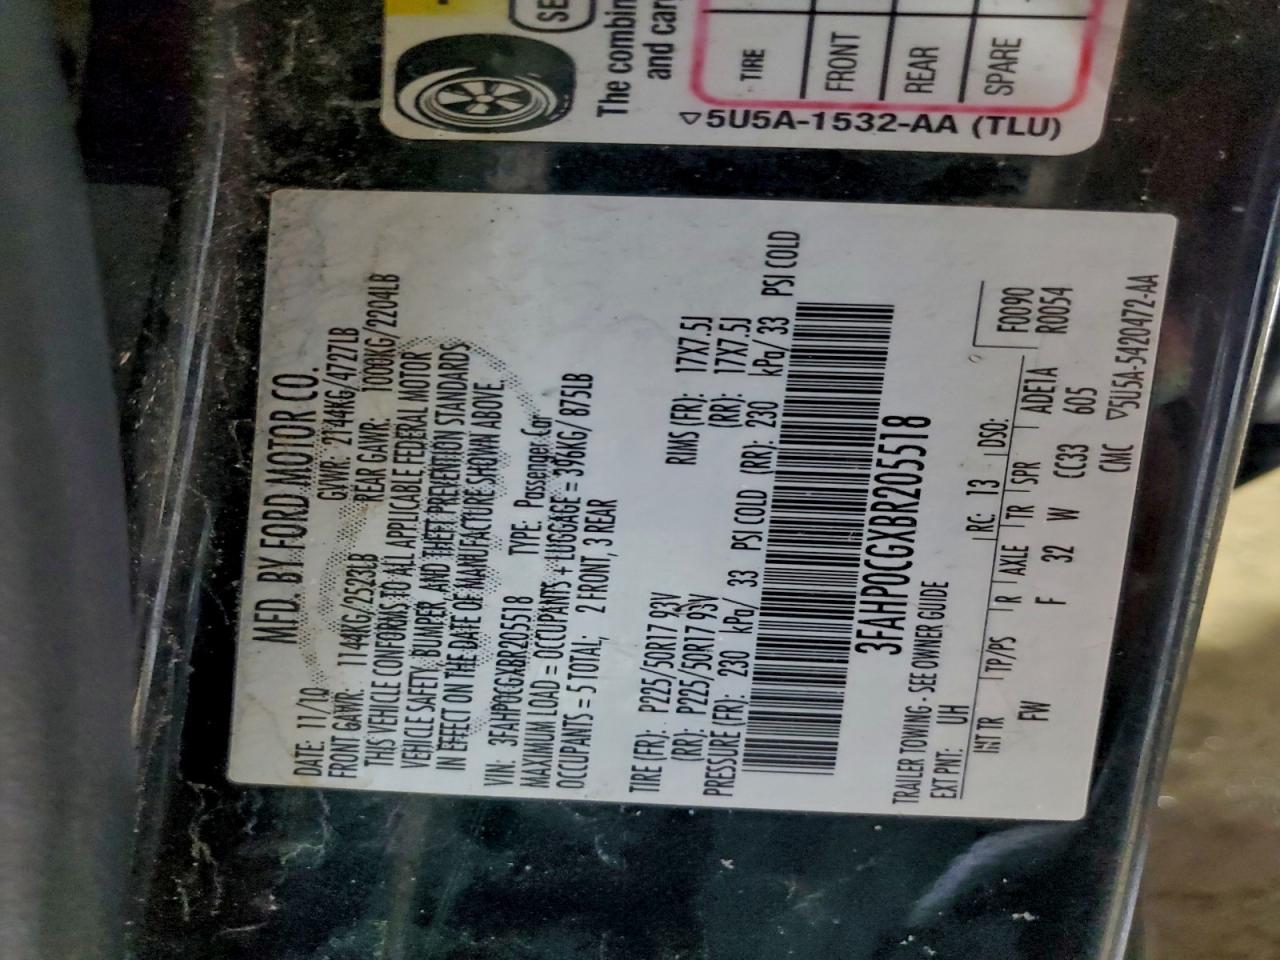 SE
The combin
and carg
TIRE
FRONT
REAR
SPARE
▽5U5A-1532-AA (TLU)
MFD. BY FORD MOTOR CO.
DATE: 11/10 GVWR: 2144KG/4727LB
FRONT GAWR: 1144KG/2523LB REAR GAWR: 1000KG/2204LB
THIS VEHICLE CONFORMS TO ALL APPLICABLE FEDERAL MOTOR
VEHICLE SAFETY, BUMPER, AND THEFT PREVENTION STANDARDS
IN EFFECT ON THE DATE OF MANUFACTURE SHOWN ABOVE.
VIN: 3FAHP0CGXBR205518 TYPE: Passenger Car
MAXIMUM LOAD = OCCUPANTS + LUGGAGE = 396KG/ 875LB
OCCUPANTS = 5 TOTAL; 2 FRONT, 3 REAR
TIRE (FR): P225/50R17 93V RIMS (FR): 17X7.5J
(RR): P225/50R17 93V (RR): 17X7.5J
PRESSURE (FR): 230 kPa/ 33 PSI COLD (RR): 230 kPa/ 33 PSI COLD
3FAHP0CGXBR205518
TRAILER TOWING - SEE OWNER GUIDE
EXT PNT: UH RC: 13 DSO:
INT TR TP/PS R AXLE TR SPR ADE1A F0090
FW F 32 W CC33 605 R0054
CMC ▽5U5A-5420472-AA